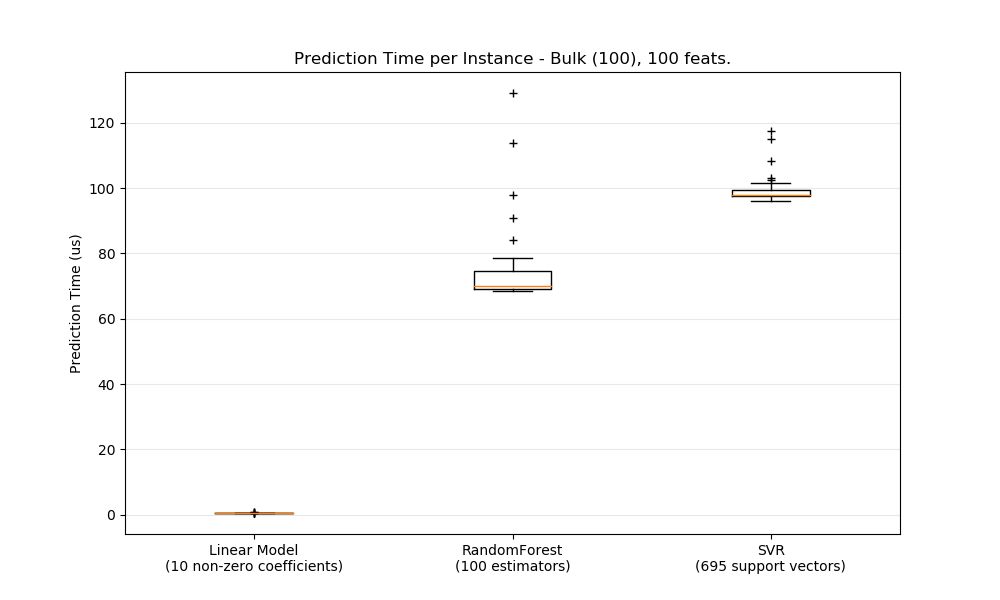 Prediction Time per Instance - Bulk (100), 100 feats.
Prediction Time (us)
120
100
80
60
40
20
0
Linear Model
(10 non-zero coefficients)
RandomForest
(100 estimators)
SVR
(695 support vectors)